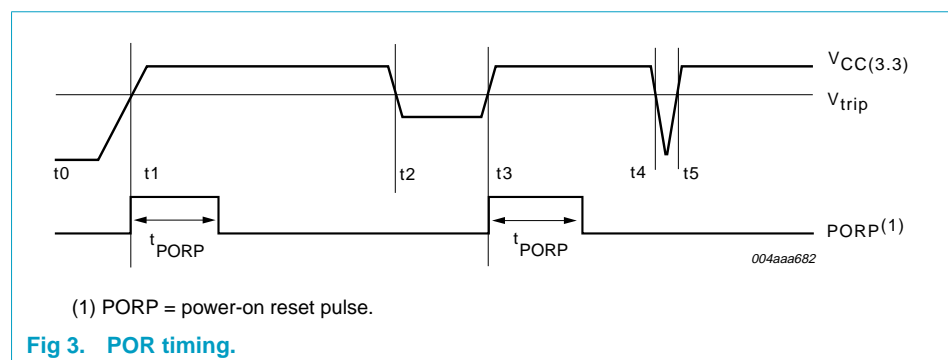 VCC(3.3)
Vtrip
t0 t1 t2 t3 t4 t5
tPORP tPORP PORP(1)
004aaa682
(1) PORP = power-on reset pulse.
Fig 3. POR timing.